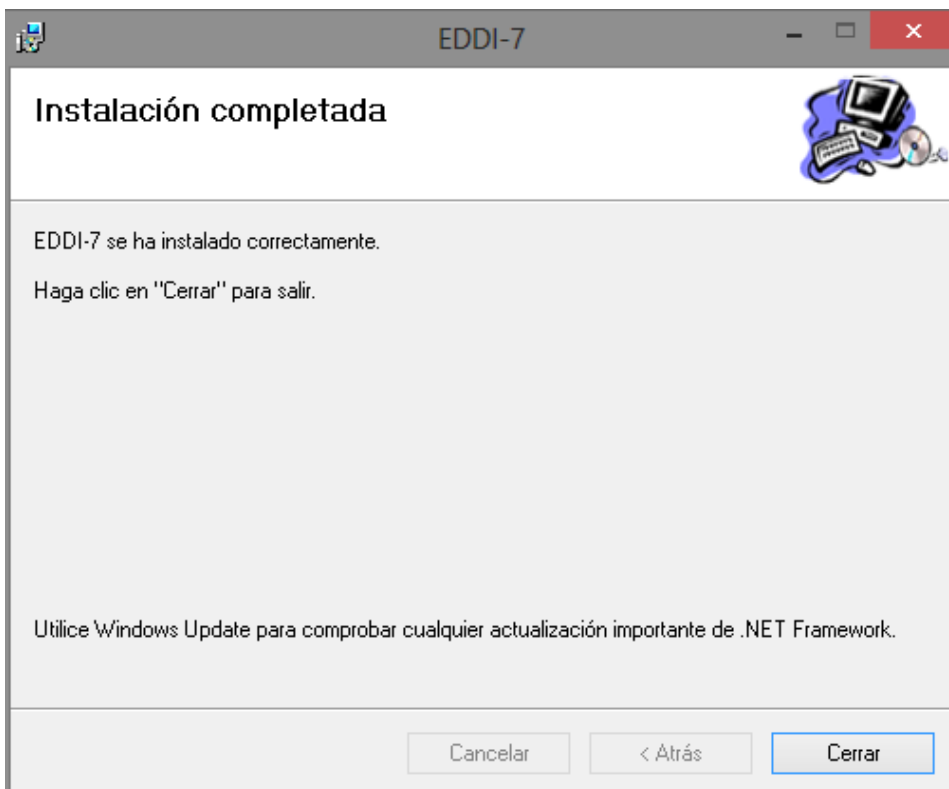 EDDI-7
Instalación completada
EDDI-7 se ha instalado correctamente.
Haga clic en "Cerrar" para salir.
Utilice Windows Update para comprobar cualquier actualización importante de .NET Framework.
Cancelar
< Atrás
Cerrar